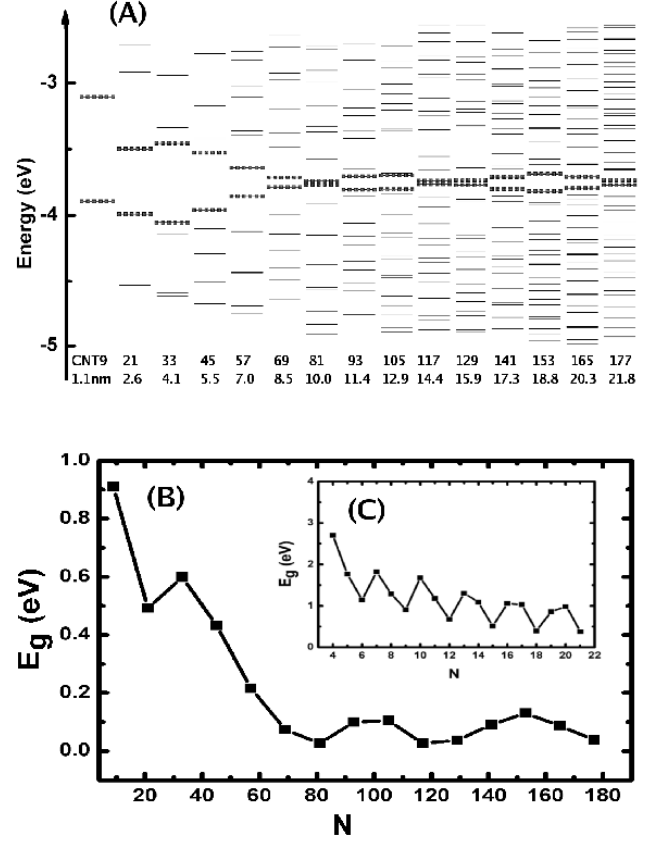 (A)
-3
-4
-5
Energy (eV)
CNT9 21 33 45 57 69 81 93 105 117 129 141 153 165 177
1.1nm 2.6 4.1 5.5 7.0 8.5 10.0 11.4 12.9 14.4 15.9 17.3 18.8 20.3 21.8
(B)
1.0
0.8
0.6
0.4
0.2
0.0
Eg (eV)
20 40 60 80 100 120 140 160 180
N
(C)
4
3
2
1
0
Eg (eV)
4 6 8 10 12 14 16 18 20 22
N